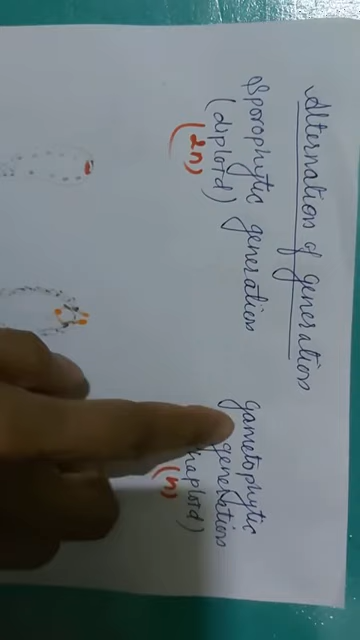 Alternation of generation
Sporophytic generation
(diploid)
(2n)
gametophytic
generation
haploid)
(n)